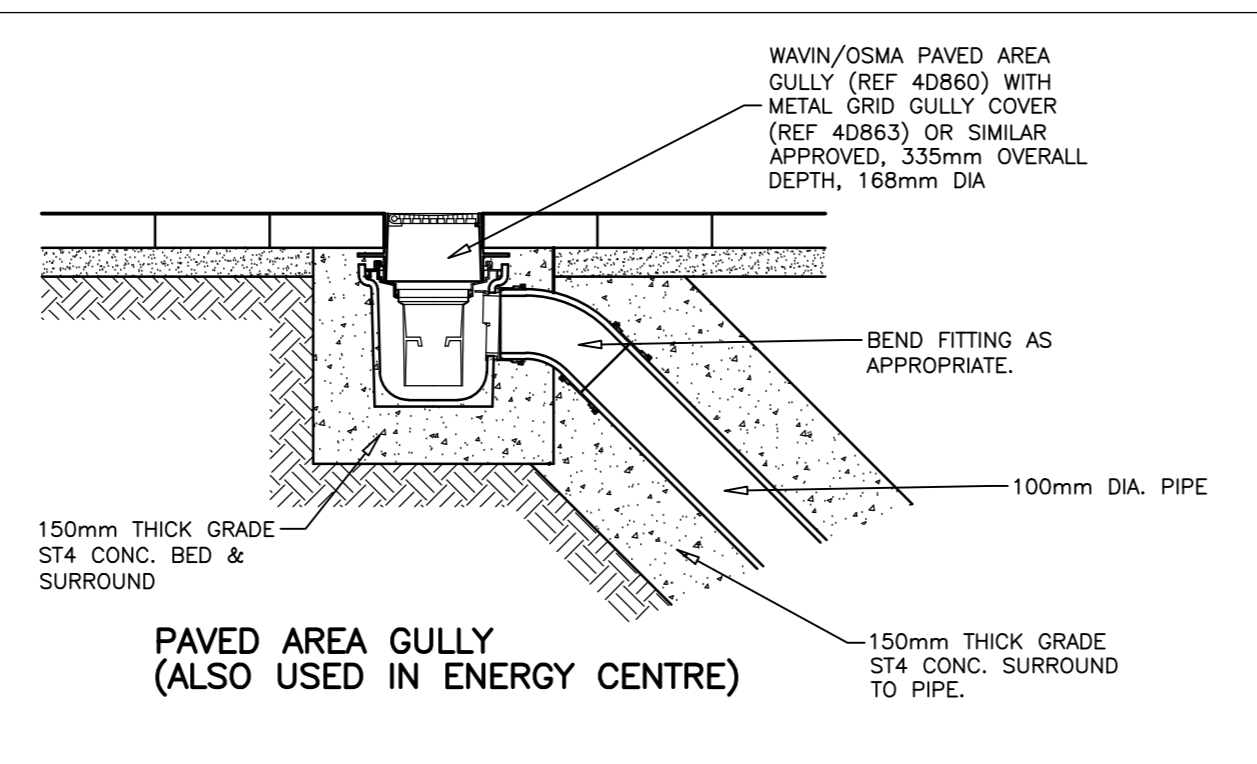 WAVIN/OSMA PAVED AREA
GULLY (REF 4D860) WITH
METAL GRID GULLY COVER
(REF 4D863) OR SIMILAR
APPROVED, 335mm OVERALL
DEPTH, 168mm DIA
BEND FITTING AS
APPROPRIATE.
100mm DIA. PIPE
150mm THICK GRADE
ST4 CONC. BED &
SURROUND
150mm THICK GRADE
ST4 CONC. SURROUND
TO PIPE.
PAVED AREA GULLY
(ALSO USED IN ENERGY CENTRE)